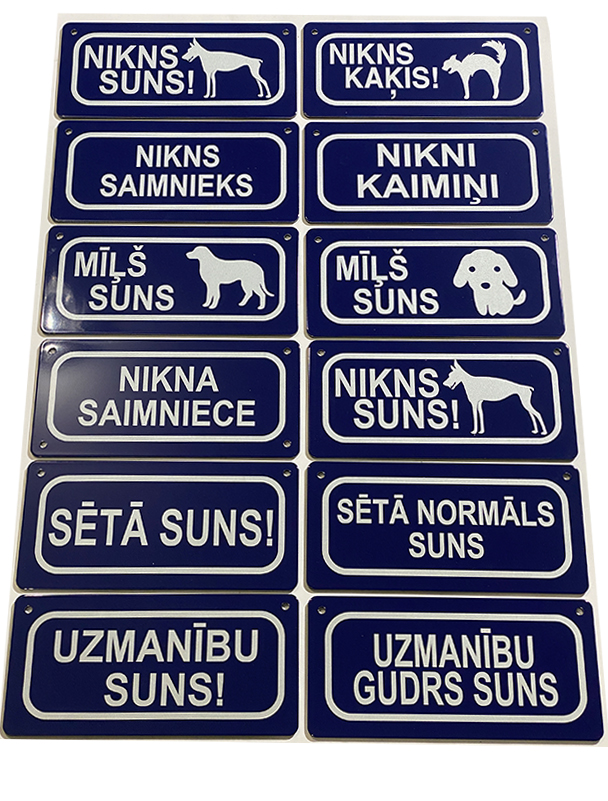 NIKNS
SUNS!
NIKNS
KAĶIS!
NIKNS
SAIMNIEKS
NIKNI
KAIMIŅI
MĪĻŠ
SUNS
MĪĻŠ
SUNS
NIKNA
SAIMNIECE
NIKNS
SUNS!
SĒTĀ SUNS!
SĒTĀ NORMĀLS
SUNS
UZMANĪBU
SUNS!
UZMANĪBU
GUDRS SUNS